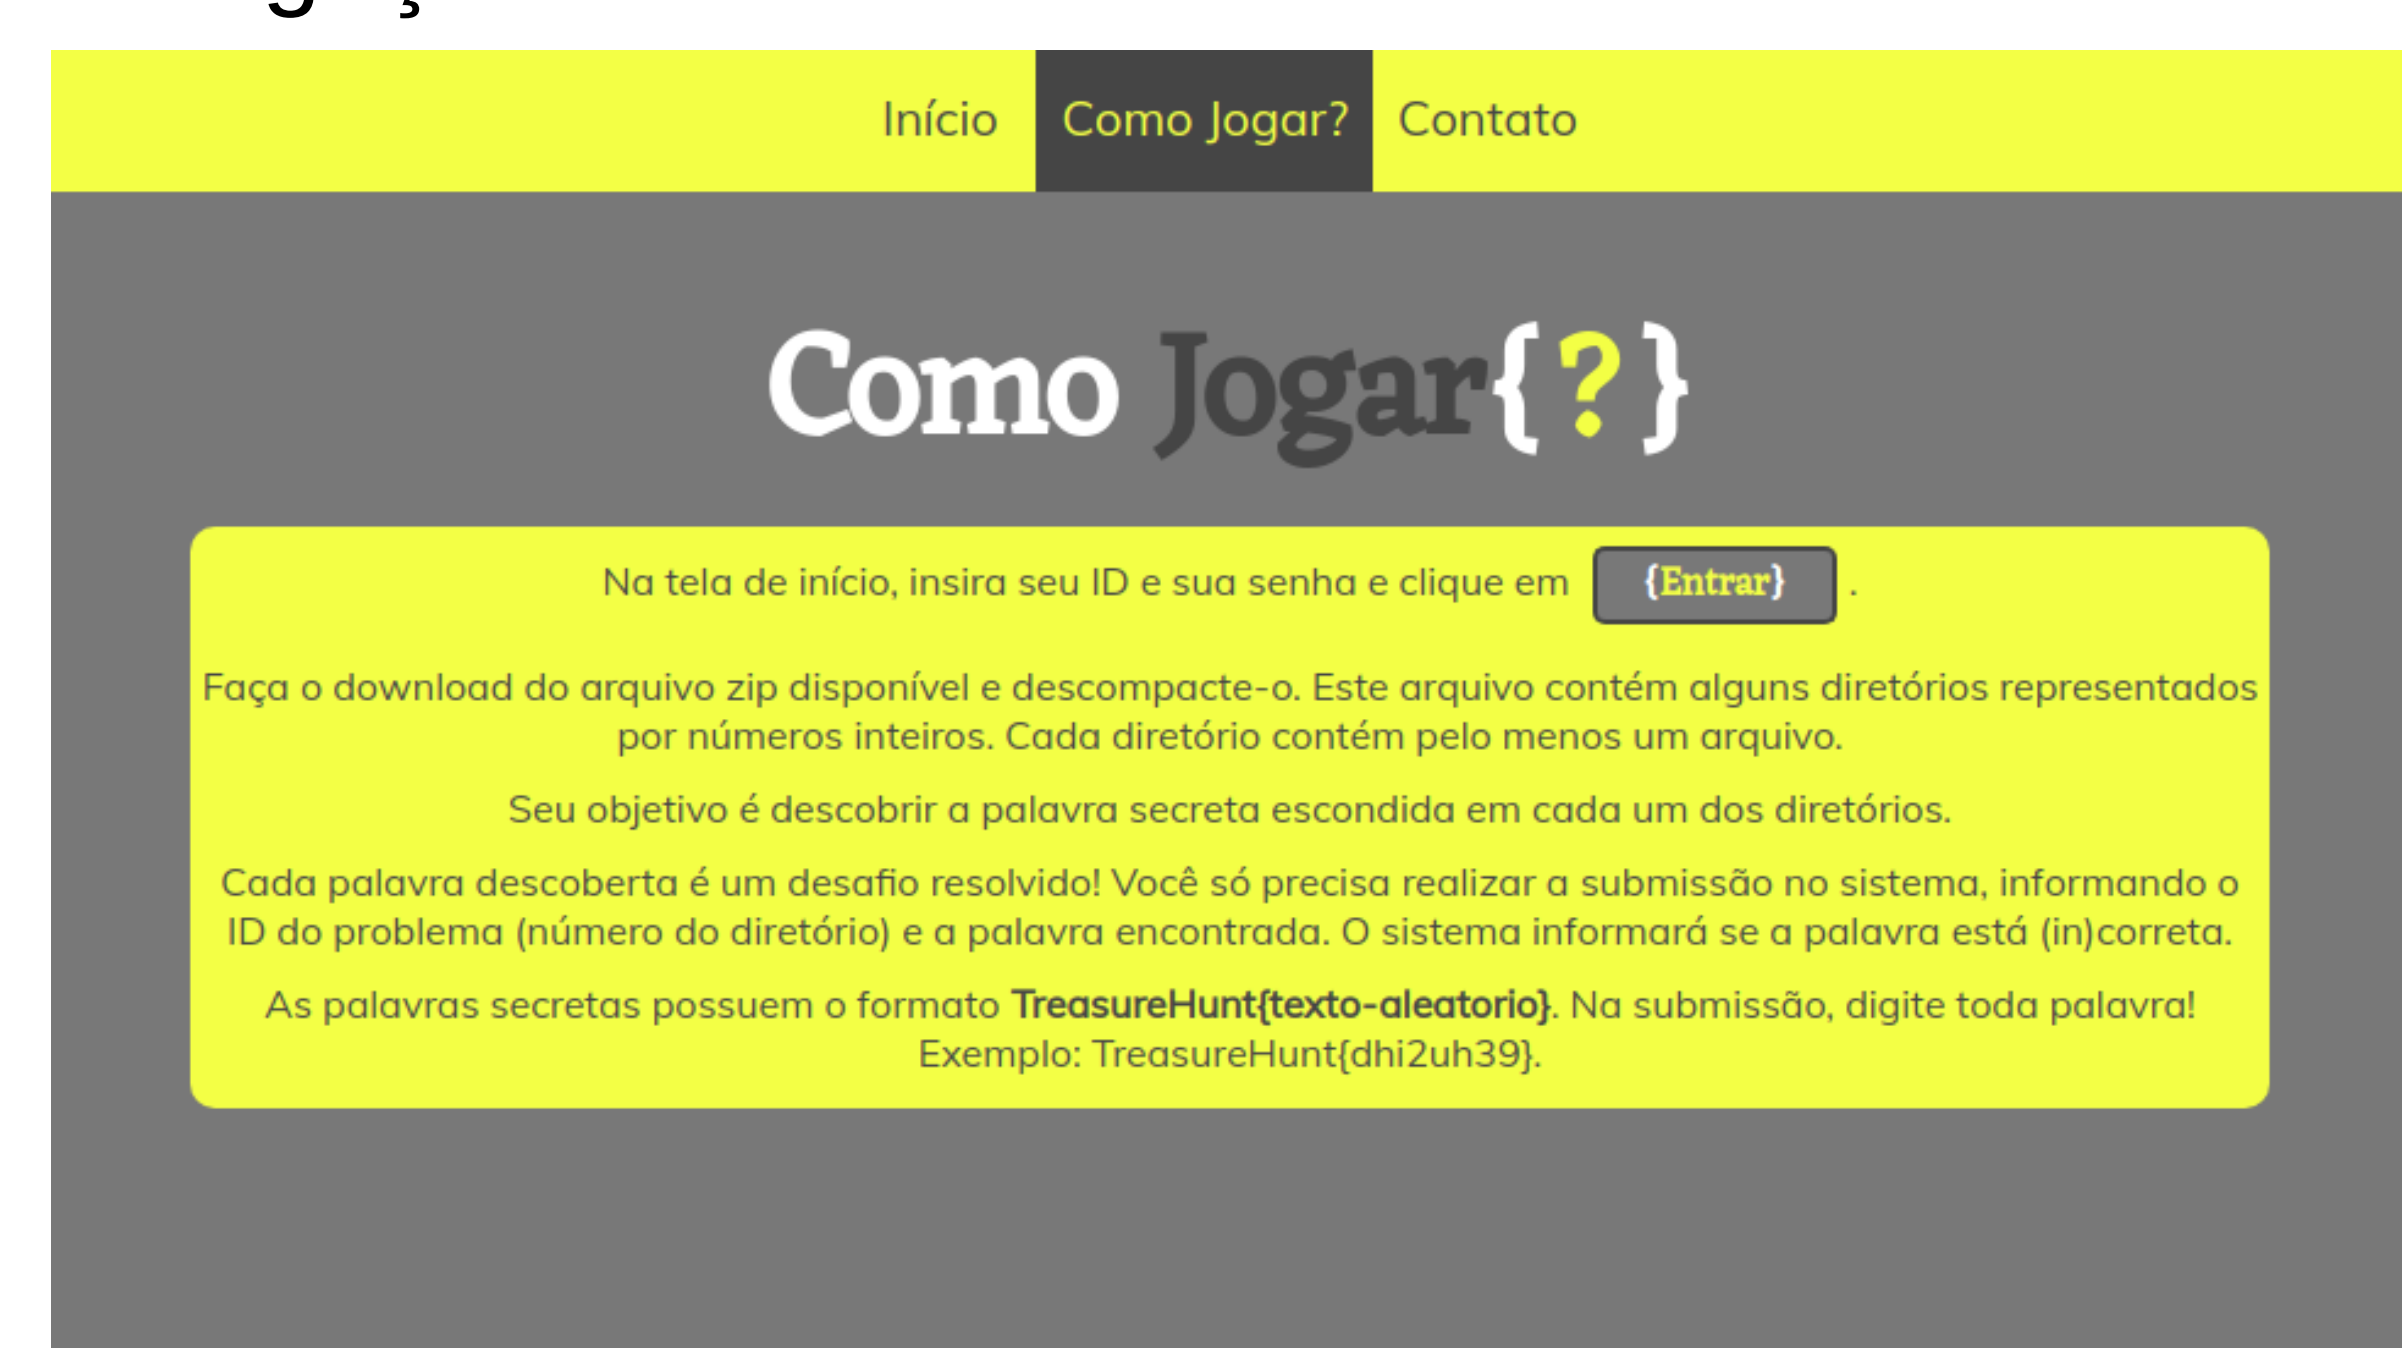 Início Como Jogar? Contato
Como Jogar{?}
Na tela de início, insira seu ID e sua senha e clique em {Entrar} .
Faça o download do arquivo zip disponível e descompacte-o. Este arquivo contém alguns diretórios representados
por números inteiros. Cada diretório contém pelo menos um arquivo.
Seu objetivo é descobrir a palavra secreta escondida em cada um dos diretórios.
Cada palavra descoberta é um desafio resolvido! Você só precisa realizar a submissão no sistema, informando o
ID do problema (número do diretório) e a palavra encontrada. O sistema informará se a palavra está (in)correta.
As palavras secretas possuem o formato TreasureHunt{texto-aleatorio}. Na submissão, digite toda palavra!
Exemplo: TreasureHunt{dhi2uh39}.